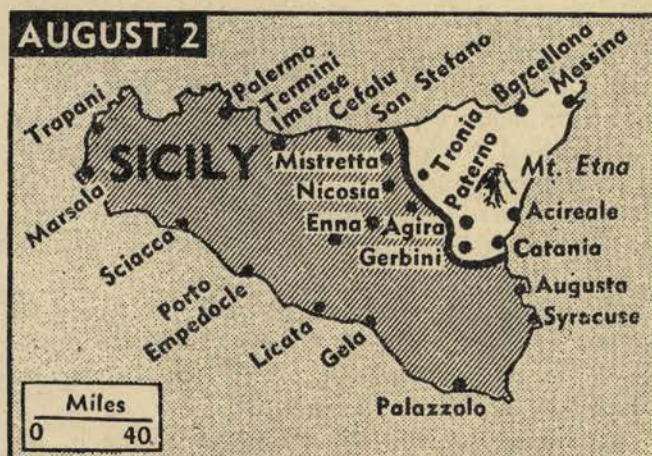 AUGUST 2
Trapani
Palermo
Termini
Imerese
Cefalu
San Stefano
Barcellona
Messina
SICILY
Mistretta
Tronia
Paterno
Mt. Etna
Marsala
Nicosia
Enna
Agira
Acireale
Sciacca
Gerbini
Catania
Porto
Empedocle
Augusta
Licata
Gela
Syracuse
Palazzolo
Miles
0 40